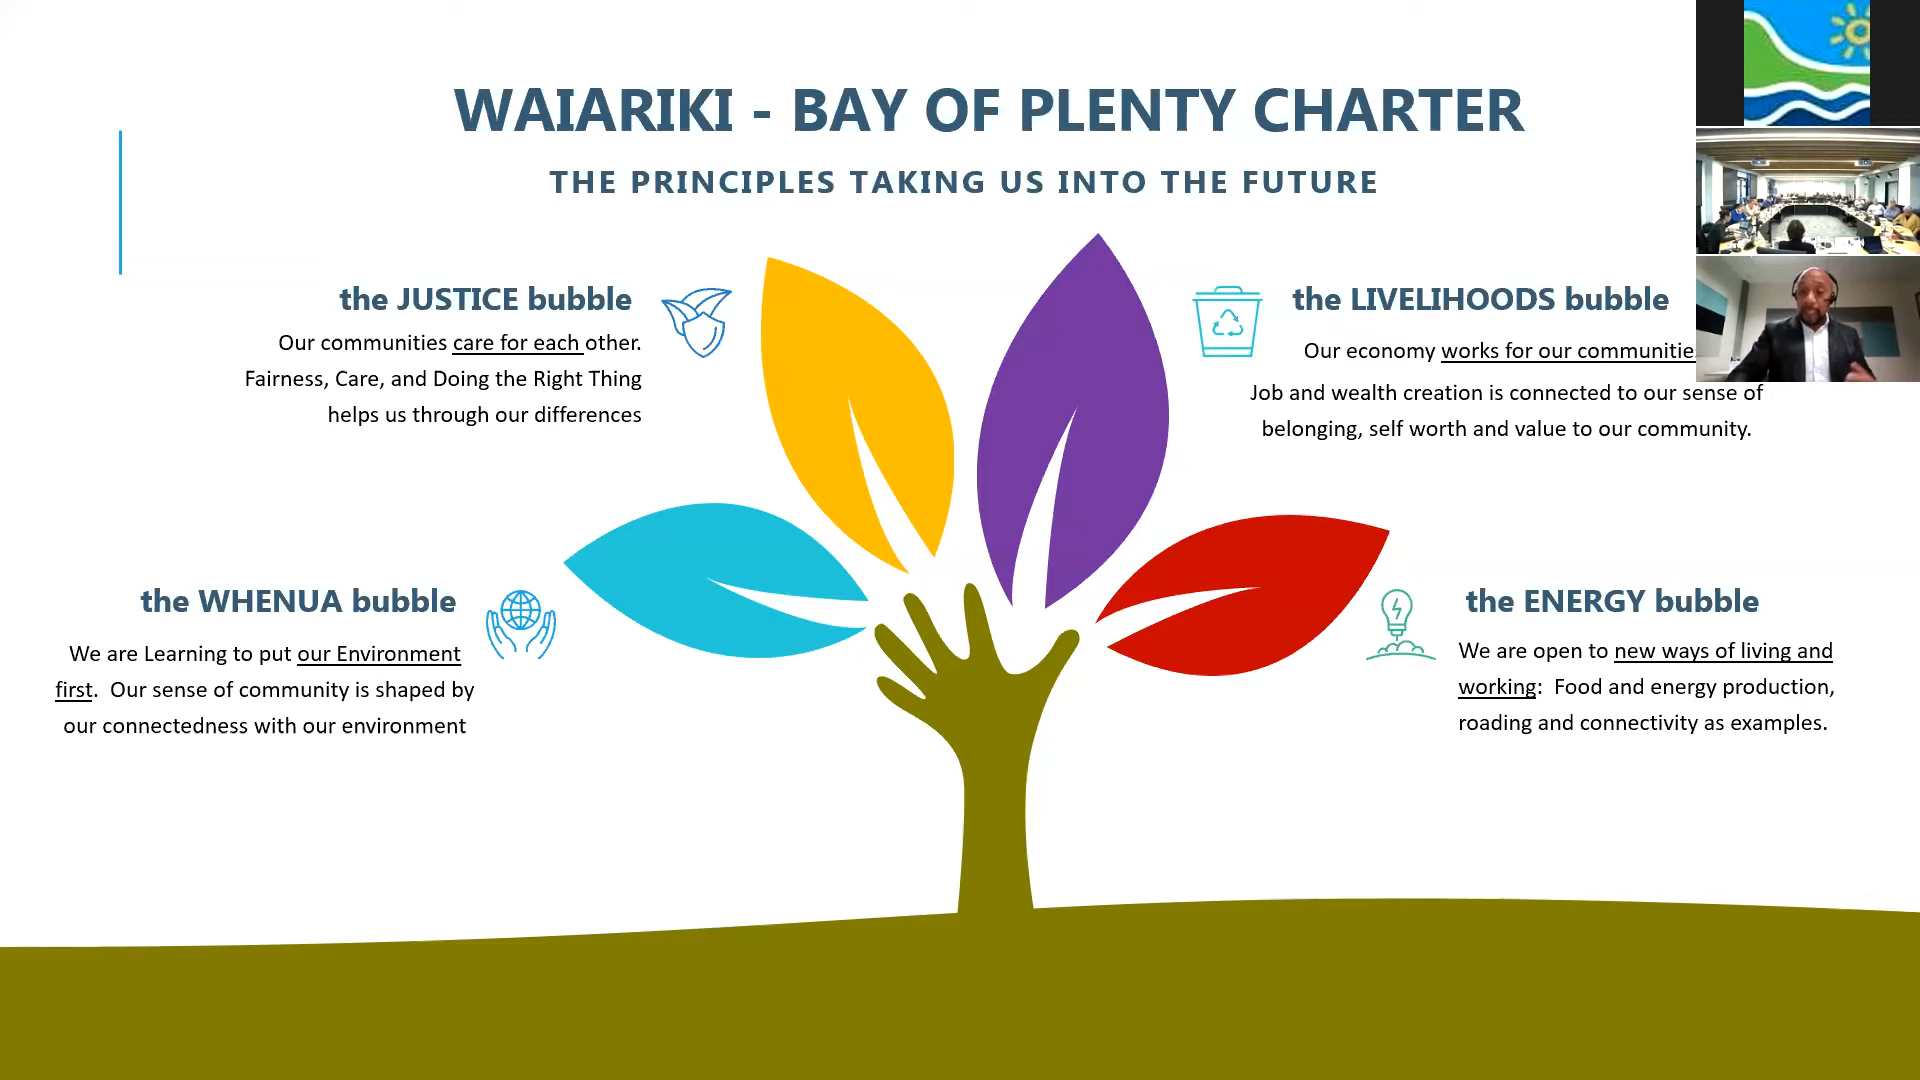 WAIARIKI - BAY OF PLENTY CHARTER
THE PRINCIPLES TAKING US INTO THE FUTURE
the JUSTICE bubble
Our communities care for each other.
Fairness, Care, and Doing the Right Thing
helps us through our differences
the LIVELIHOODS bubble
Our economy works for our
Job and wealth creation is connected to our sense of
belonging, self worth and value to our community.
the WHENUA bubble
We are Learning to put our Environment
first. Our sense of community is shaped by
our connectedness with our environment
the ENERGY bubble
We are open to new ways of living and
working: Food and energy production,
roading and connectivity as examples.